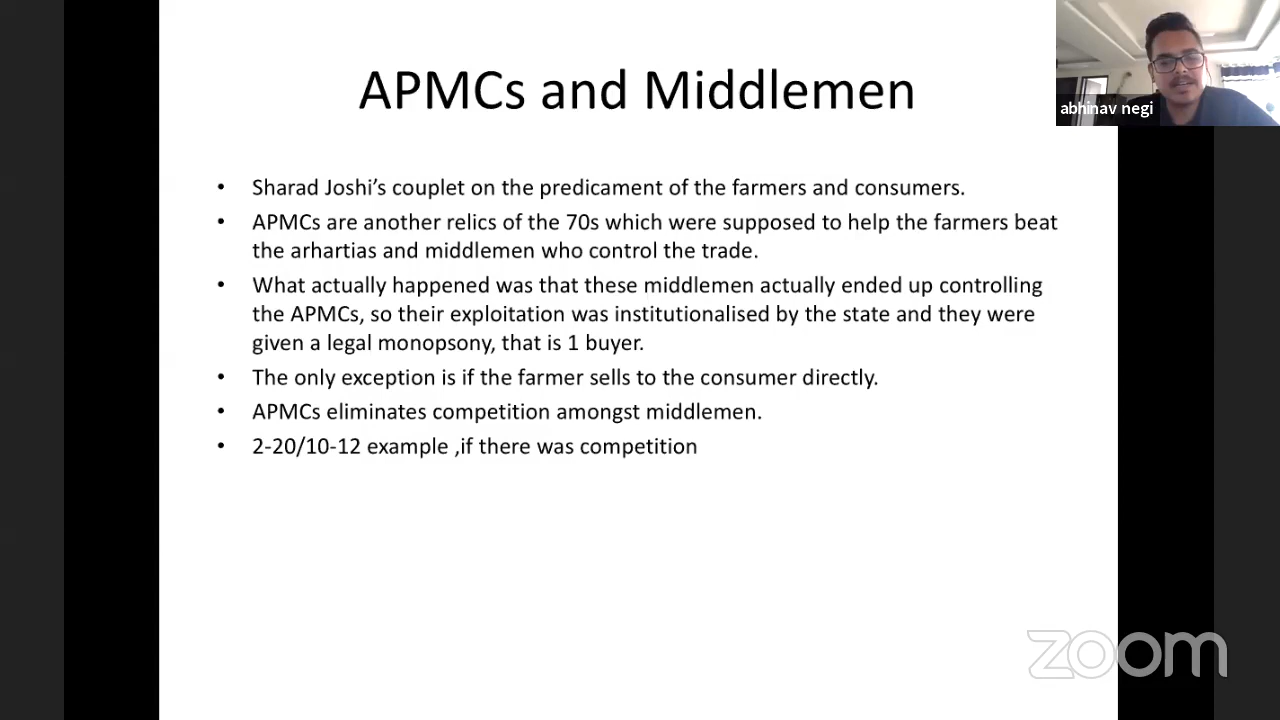 APMCs and Middlemen
abhinav negi
• Sharad Joshi's couplet on the predicament of the farmers and consumers.
• APMCs are another relics of the 70s which were supposed to help the farmers beat
the arhartias and middlemen who control the trade.
• What actually happened was that these middlemen actually ended up controlling
the APMCs, so their exploitation was institutionalised by the state and they were
given a legal monopsony, that is 1 buyer.
• The only exception is if the farmer sells to the consumer directly.
• APMCs eliminates competition amongst middlemen.
• 2-20/10-12 example ,if there was competition
zoom